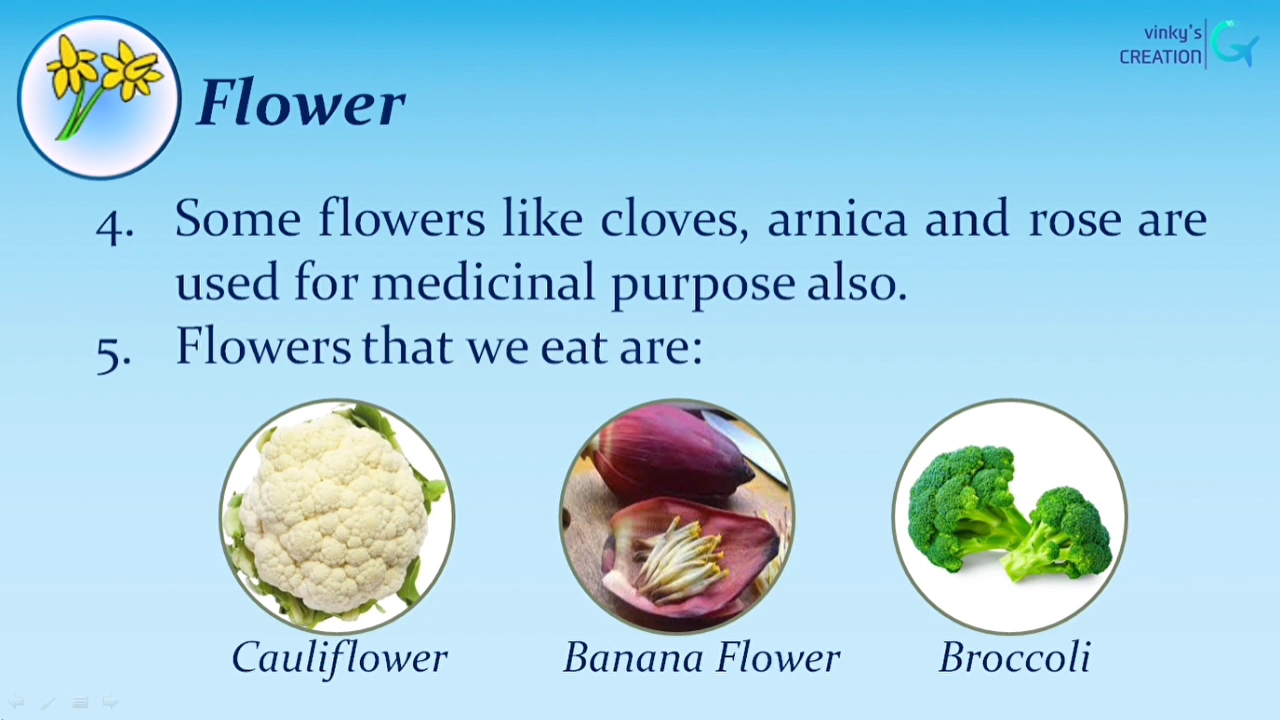 vinky's
CREATION
Flower
4. Some flowers like cloves, arnica and rose are
used for medicinal purpose also.
5. Flowers that we eat are:
Cauliflower Banana Flower Broccoli